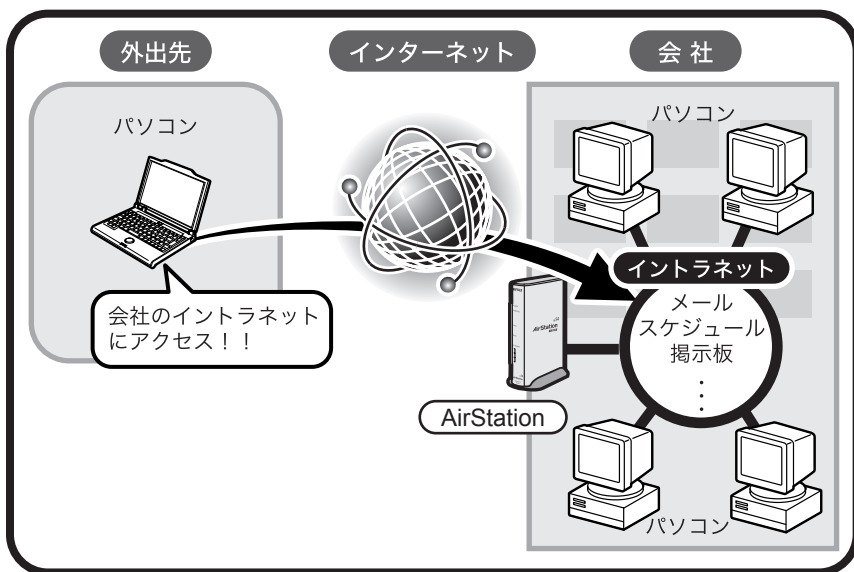 外出先
インターネット
会 社
パソコン
パソコン
会社のイントラネット
にアクセス！！
イントラネット
メール
スケジュール
掲示板
AirStation
AirStation
パソコン